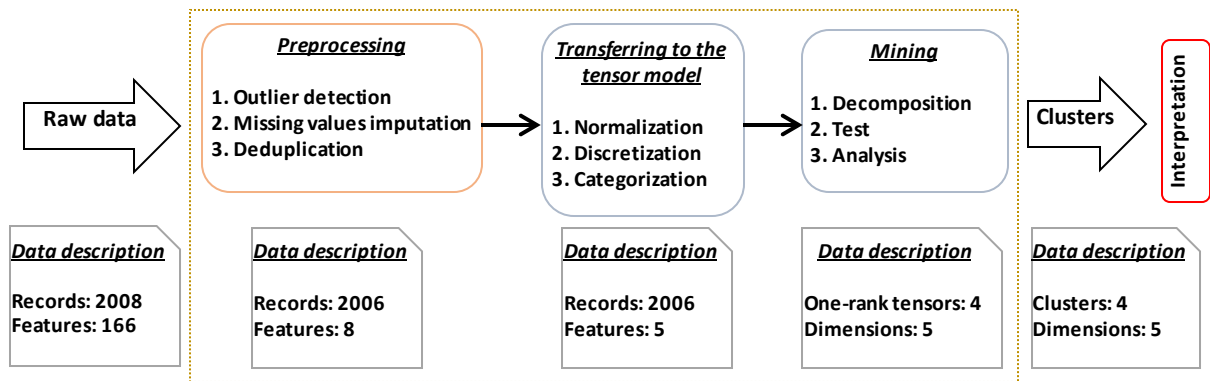 Raw data
Preprocessing
1. Outlier detection
2. Missing values imputation
3. Deduplication
Transferring to the
tensor model
1. Normalization
2. Discretization
3. Categorization
Mining
1. Decomposition
2. Test
3. Analysis
Clusters
Interpretation
Data description
Records: 2008
Features: 166
Data description
Records: 2006
Features: 8
Data description
Records: 2006
Features: 5
Data description
One-rank tensors: 4
Dimensions: 5
Data description
Clusters: 4
Dimensions: 5